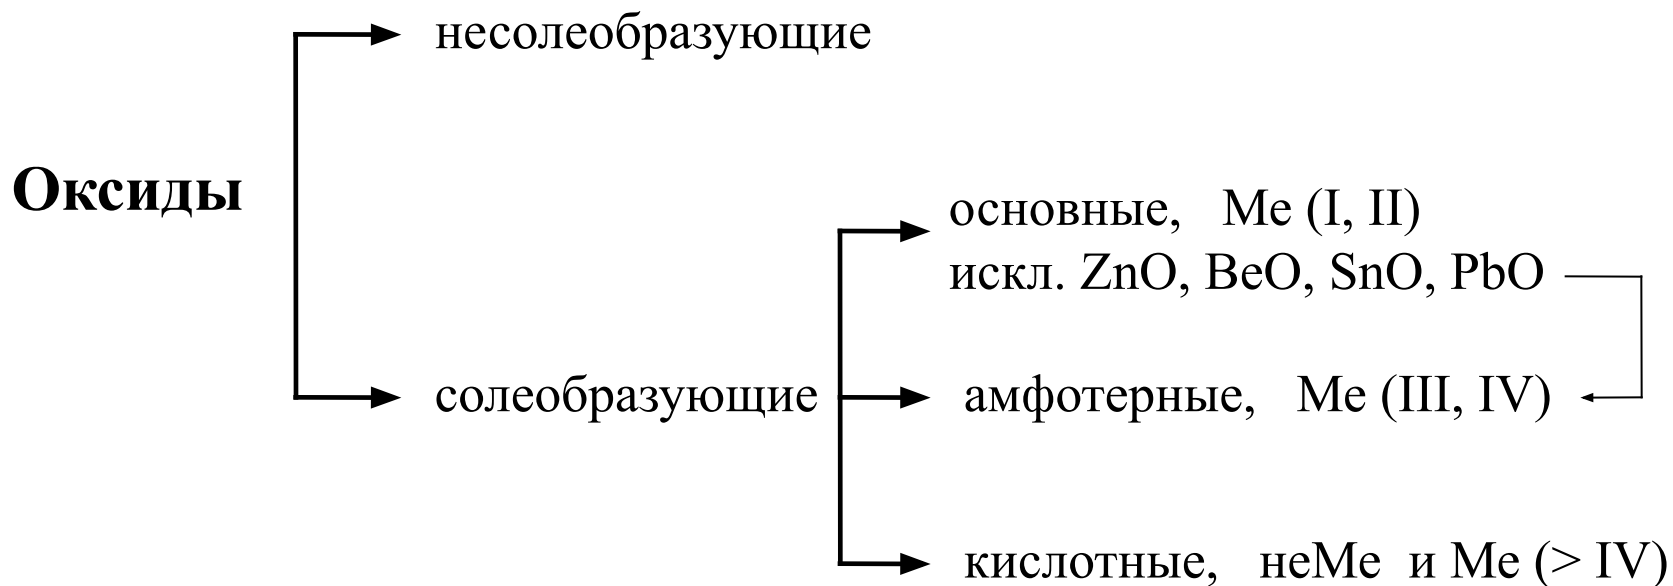 несолеобразующие
Оксиды
основные, Me (I, II)
искл. ZnO, BeO, SnO, PbO
солеобразующие
амфотерные, Me (III, IV)
кислотные, неMe и Me (> IV)